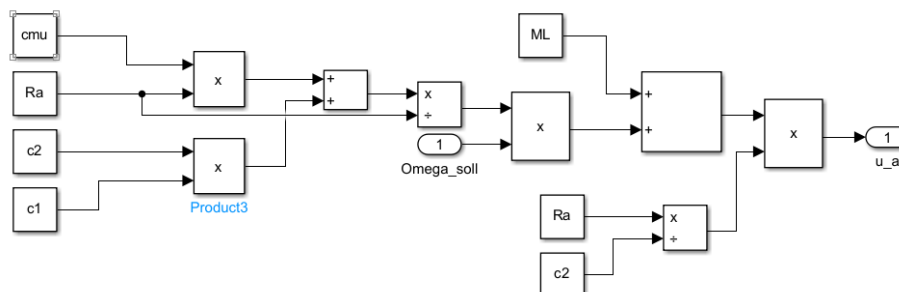 cmu
ML
x
+
+
Ra
+
x
÷
+
x
x
1
Omega_soll
1
u_a
c2
x
c1
Product3
Ra
x
÷
c2